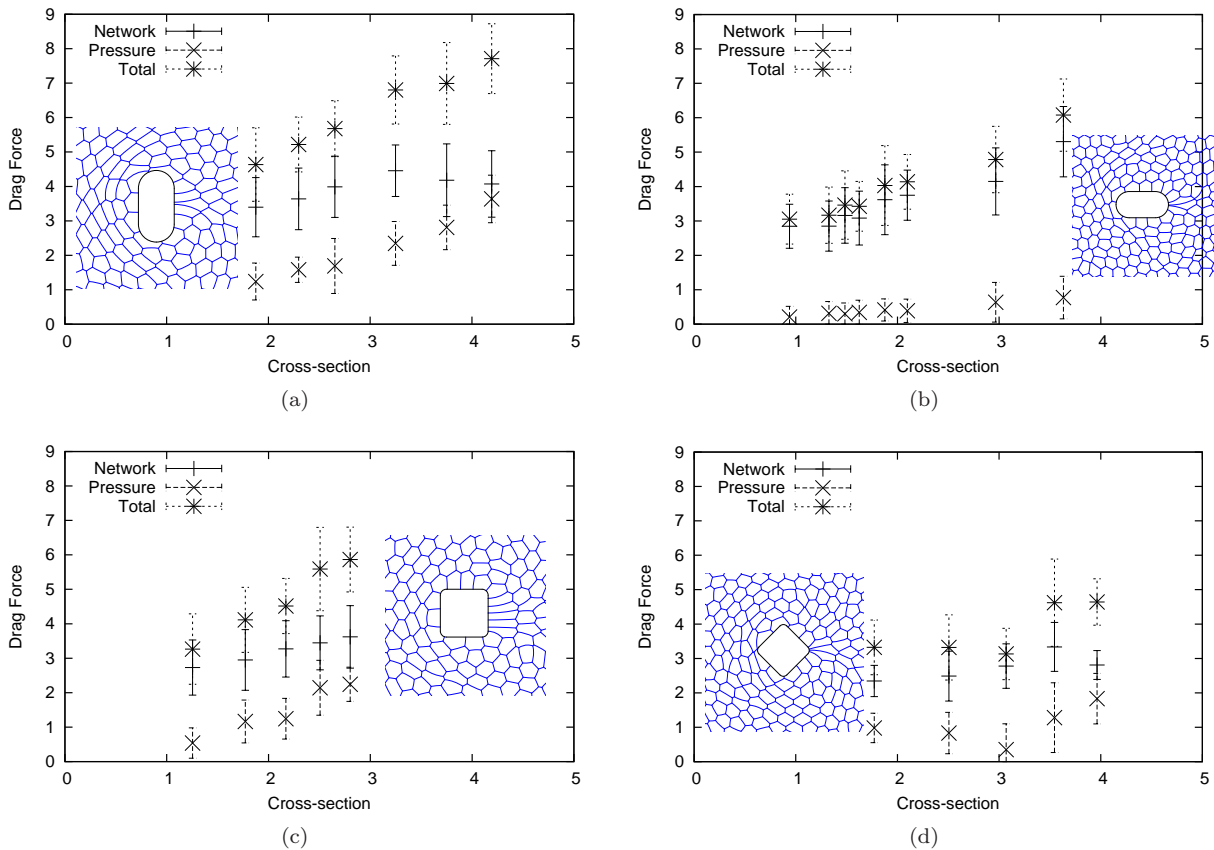 9
8
7
6
5
4
3
2
1
0
Drag Force
Network
Pressure
Total
0 1 2 3 4 5
Cross-section
(a)
9
8
7
6
5
4
3
2
1
0
Drag Force
Network
Pressure
Total
0 1 2 3 4 5
Cross-section
(b)
9
8
7
6
5
4
3
2
1
0
Drag Force
Network
Pressure
Total
0 1 2 3 4 5
Cross-section
(c)
9
8
7
6
5
4
3
2
1
0
Drag Force
Network
Pressure
Total
0 1 2 3 4 5
Cross-section
(d)